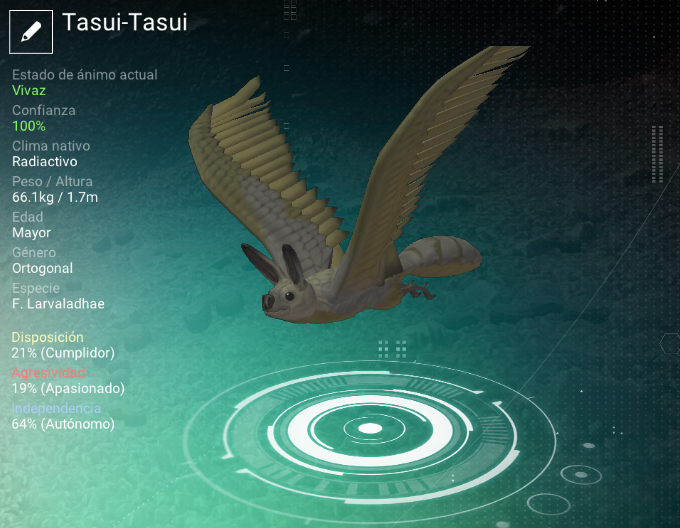 Tasui-Tasui
Estado de ánimo actual
Vivaz
Confianza
100%
Clima nativo
Radiactivo
Peso / Altura
66.1kg / 1.7m
Edad
Mayor
Género
Ortogonal
Especie
F. Larvaladhae
Disposición
21% (Cumplidor)
Agresividad
19% (Apasionado)
Independencia
64% (Autónomo)